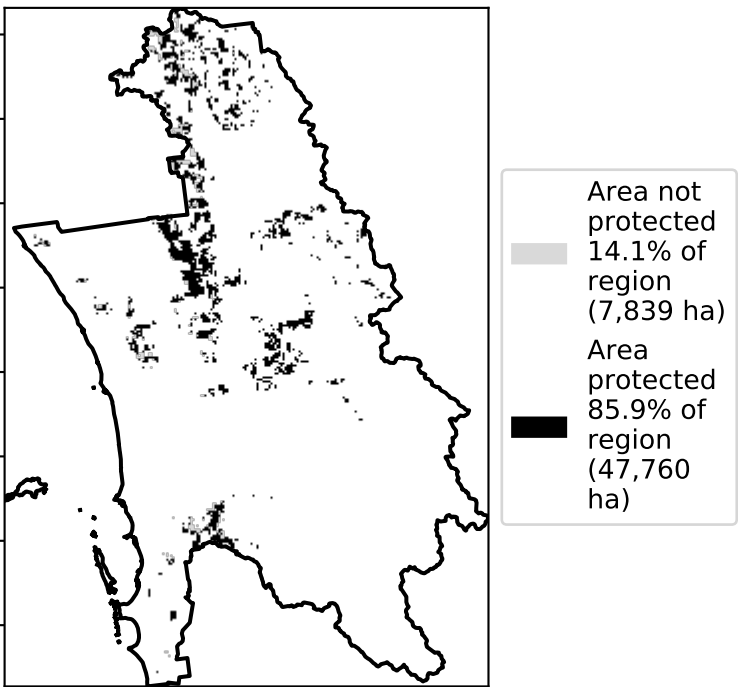 Area not
protected
14.1% of
region
(7,839 ha)
Area
protected
85.9% of
region
(47,760
ha)